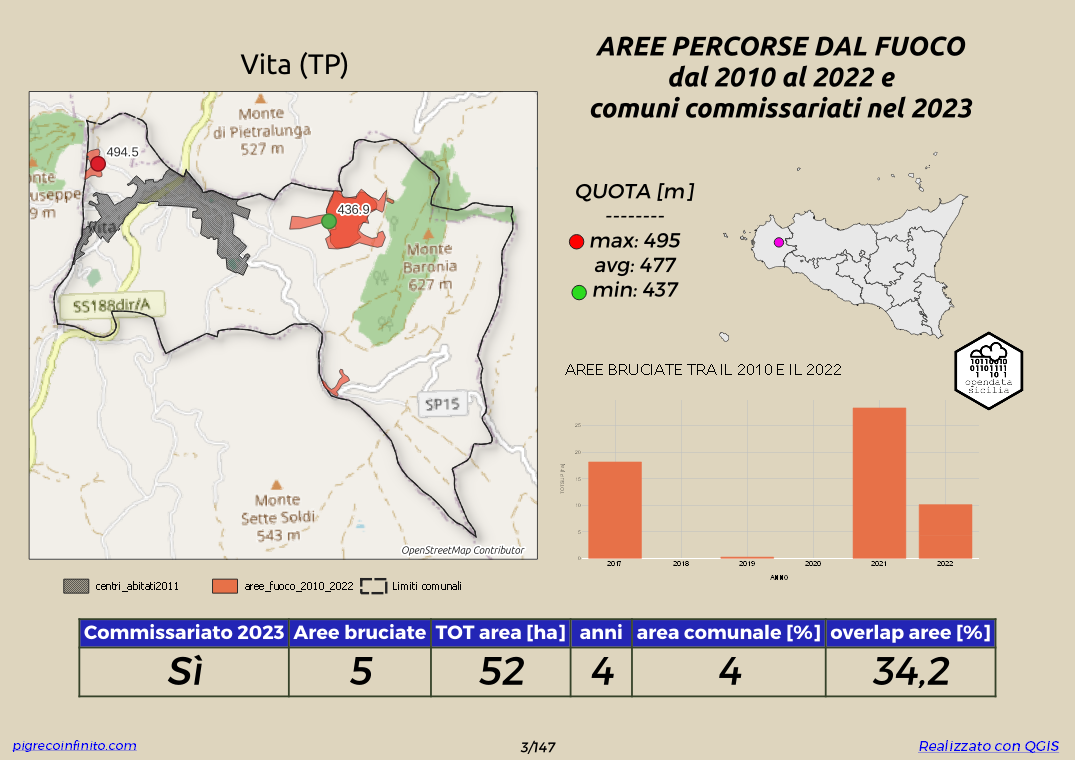 AREE PERCORSE DAL FUOCO
dal 2010 al 2022 e
comuni commissariati nel 2023
Vita (TP)
Monte
di Pietralunga
527 m
494.5
useppe
9 m
Vita
436.9
Monte
Baronia
627 m
SS188dir/A
SP15
Monte
Sette Soldi
543 m
OpenStreetMap Contributor
QUOTA [m]
--------
max: 495
avg: 477
min: 437
10110010
01101111
1 10 1
opendata
sicilia
AREE BRUCIATE TRA IL 2010 E IL 2022
25
20
15
10
5
0
2017 2018 2019 2020 2021 2022
ANNO
centri_abitati2011 aree_fuoco_2010_2022 Limiti comunali
Commissariato 2023 Aree bruciate TOT area [ha] anni area comunale [%] overlap aree [%]
Sì 5 52 4 4 34,2
pigrecoinfinito.com 3/147 Realizzato con QGIS